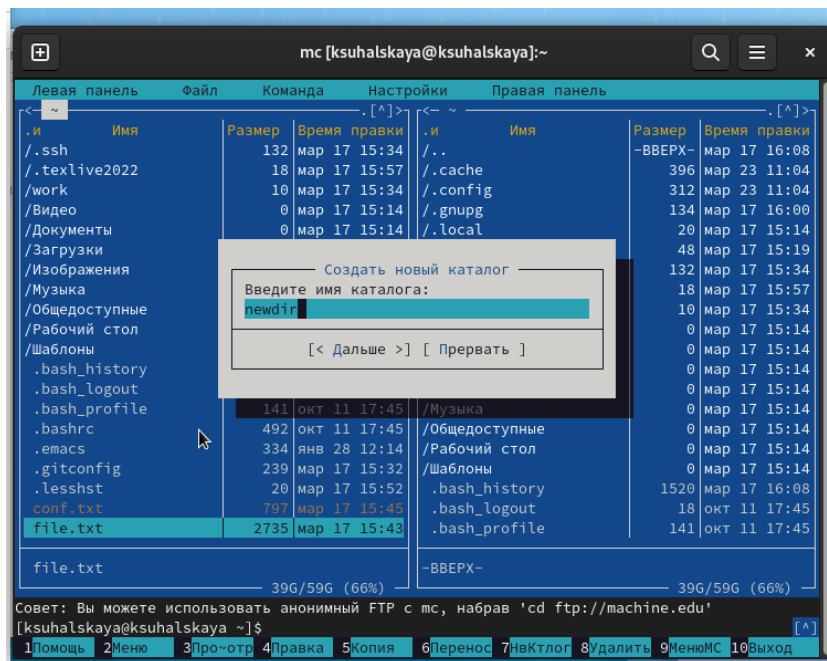 mc [ksuhalskaya@ksuhalskaya]:~
Левая панель Файл Команда Настройки Правая панель
<— ~ .[^]> <— ~ .[^]>
.и Имя Размер Время правки .и Имя Размер Время правки
/.ssh 132 мар 17 15:34 /.. -ВВЕРХ- мар 17 16:08
/.texlive2022 18 мар 17 15:57 /.cache 396 мар 23 11:04
/work 10 мар 17 15:34 /.config 312 мар 23 11:04
/Видео 0 мар 17 15:14 /.gnupg 134 мар 17 16:00
/Документы 0 мар 17 15:14 /.local 20 мар 17 15:14
/Загрузки 48 мар 17 15:19
/Изображения Создать новый каталог 132 мар 17 15:34
/Музыка Введите имя каталога: 18 мар 17 15:57
/Общедоступные newdir 10 мар 17 15:34
/Рабочий стол 0 мар 17 15:14
/Шаблоны [< Дальше >] [ Прервать ] 0 мар 17 15:14
.bash_history 0 мар 17 15:14
.bash_logout 0 мар 17 15:14
.bash_profile 141 окт 11 17:45 /Музыка 0 мар 17 15:14
.bashrc 492 окт 11 17:45 /Общедоступные 0 мар 17 15:14
.emacs 334 янв 28 12:14 /Рабочий стол 0 мар 17 15:14
.gitconfig 239 мар 17 15:32 /Шаблоны 0 мар 17 15:14
.lesshst 20 мар 17 15:52 .bash_history 1520 мар 17 16:08
conf.txt 797 мар 17 15:45 .bash_logout 18 окт 11 17:45
file.txt 2735 мар 17 15:43 .bash_profile 141 окт 11 17:45
file.txt -ВВЕРХ-
39G/59G (66%) 39G/59G (66%)
Совет: Вы можете использовать анонимный FTP с mc, набрав 'cd ftp://machine.edu'
[ksuhalskaya@ksuhalskaya ~]$ [^]
1Помощь 2Меню 3Про~отр 4Правка 5Копия 6Перенос 7НвКтлог 8Удалить 9МенюMC 10Выход